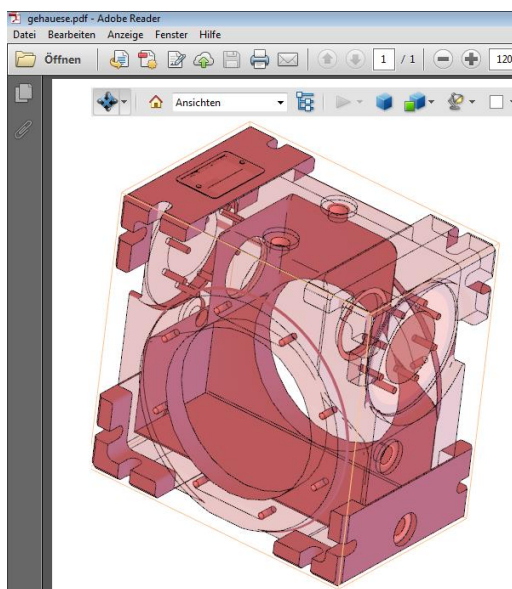 gehauese.pdf - Adobe Reader
Datei Bearbeiten Anzeige Fenster Hilfe
Öffnen 1 / 1 120
Ansichten